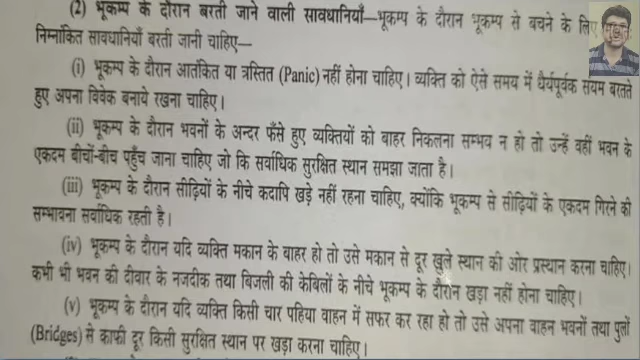 (2) भूकम्प के दौरान बरती जाने वाली सावधानियाँ—भूकम्प के दौरान भूकम्प से बचने के लिए
निम्नांकित सावधानियाँ बरती जानी चाहिए—
(i) भूकम्प के दौरान आतंकित या त्रसित (Panic) नहीं होना चाहिए। व्यक्ति को ऐसे समय में धैर्यपूर्वक संयम बरतते
हुए अपना विवेक बनाये रखना चाहिए।
(ii) भूकम्प के दौरान भवनों के अन्दर फँसे हुए व्यक्तियों को बाहर निकलना सम्भव न हो तो उन्हें वहीं भवन के
एकदम बीचों-बीच पहुँच जाना चाहिए जो कि सर्वाधिक सुरक्षित स्थान समझा जाता है।
(iii) भूकम्प के दौरान सीढ़ियों के नीचे कदापि खड़े नहीं रहना चाहिए, क्योंकि भूकम्प से सीढ़ियों के एकदम गिरने की
सम्भावना सर्वाधिक रहती है।
(iv) भूकम्प के दौरान यदि व्यक्ति मकान के बाहर हो तो उसे मकान से दूर खुले स्थान की ओर प्रस्थान करना चाहिए।
कभी भी भवन की दीवार के नजदीक तथा बिजली की केबिलों के नीचे भूकम्प के दौरान खड़ा नहीं होना चाहिए।
(v) भूकम्प के दौरान यदि व्यक्ति किसी चार पहिया वाहन में सफर कर रहा हो तो उसे अपना वाहन भवनों तथा पुलों
(Bridges) से काफी दूर किसी सुरक्षित स्थान पर खड़ा करना चाहिए।